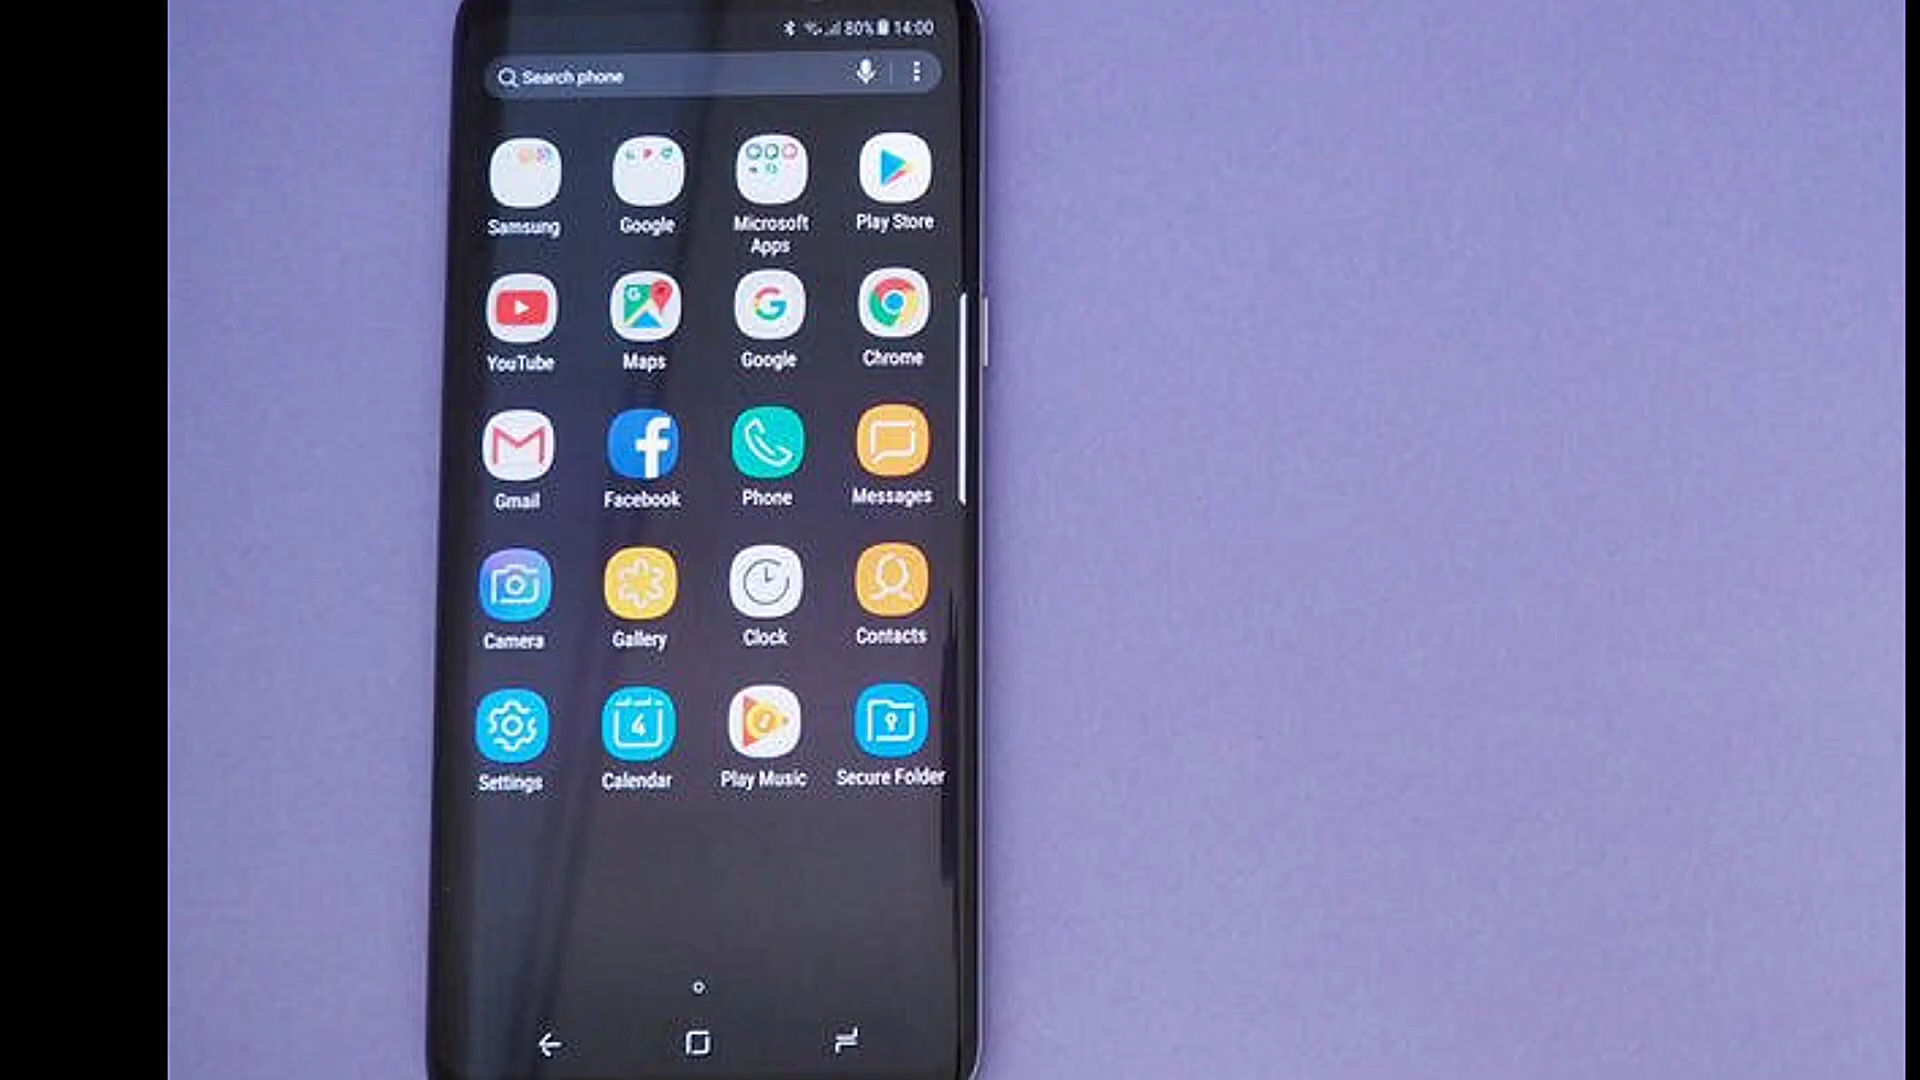 80% 14:00
Search phone
Samsung Google Microsoft Apps Play Store
YouTube Maps Google Chrome
Gmail Facebook Phone Messages
Camera Gallery Clock Contacts
4
Settings Calendar Play Music Secure Folder